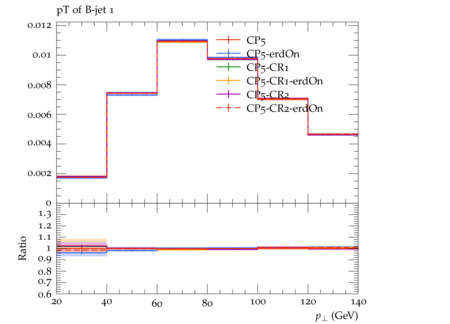 pT of B-jet 1
0.012
0.01
0.008
0.006
0.004
0.002
0
CP5
CP5-erdOn
CP5-CR1
CP5-CR1-erdOn
CP5-CR2
CP5-CR2-erdOn
Ratio
1.3
1.2
1.1
1
0.9
0.8
0.7
0.6
20 40 60 80 100 120 140
p⊥ (GeV)